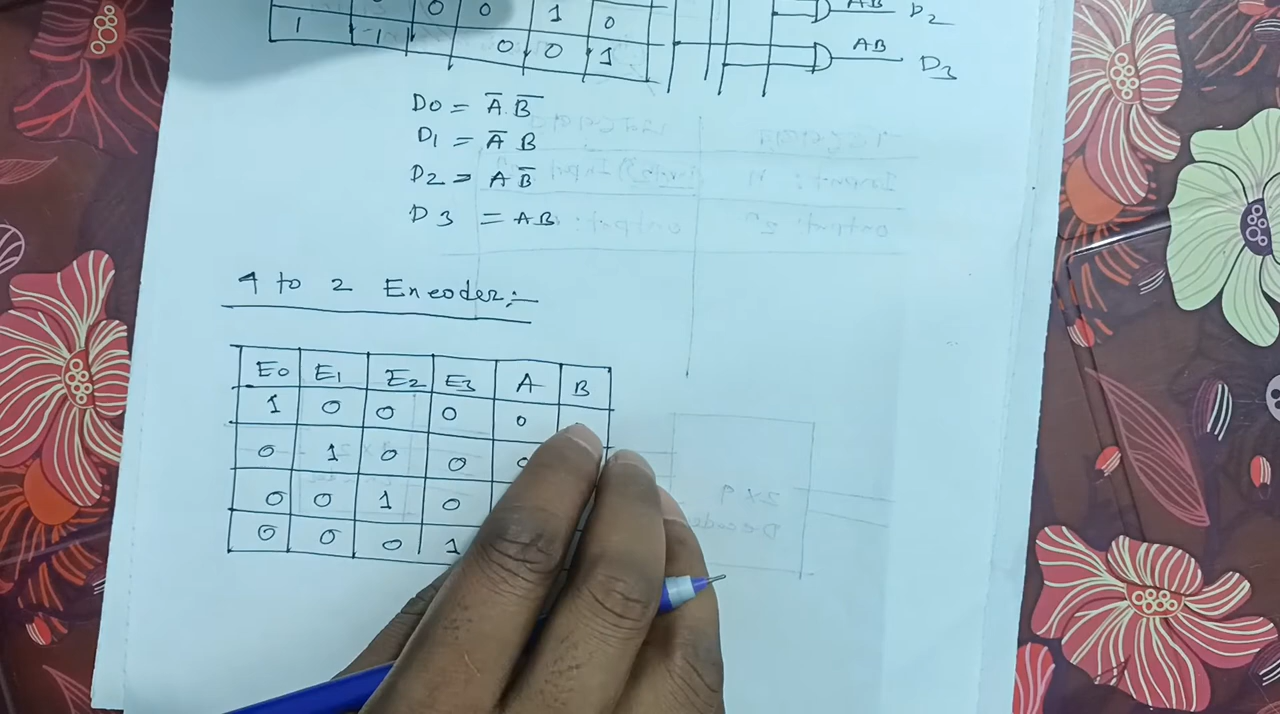 0 0 1 0
AB̅ D2
1 1 0 0 1
AB D3
D0 = A̅.B̅
D1 = A̅ B
D2 = A B̅
D3 = AB
4 to 2 Encoder:-
E0 E1 E2 E3 A B
1 0 0 0 0
0 1 0 0
0 0 1 0
0 0 0 1
2x4
Decoder